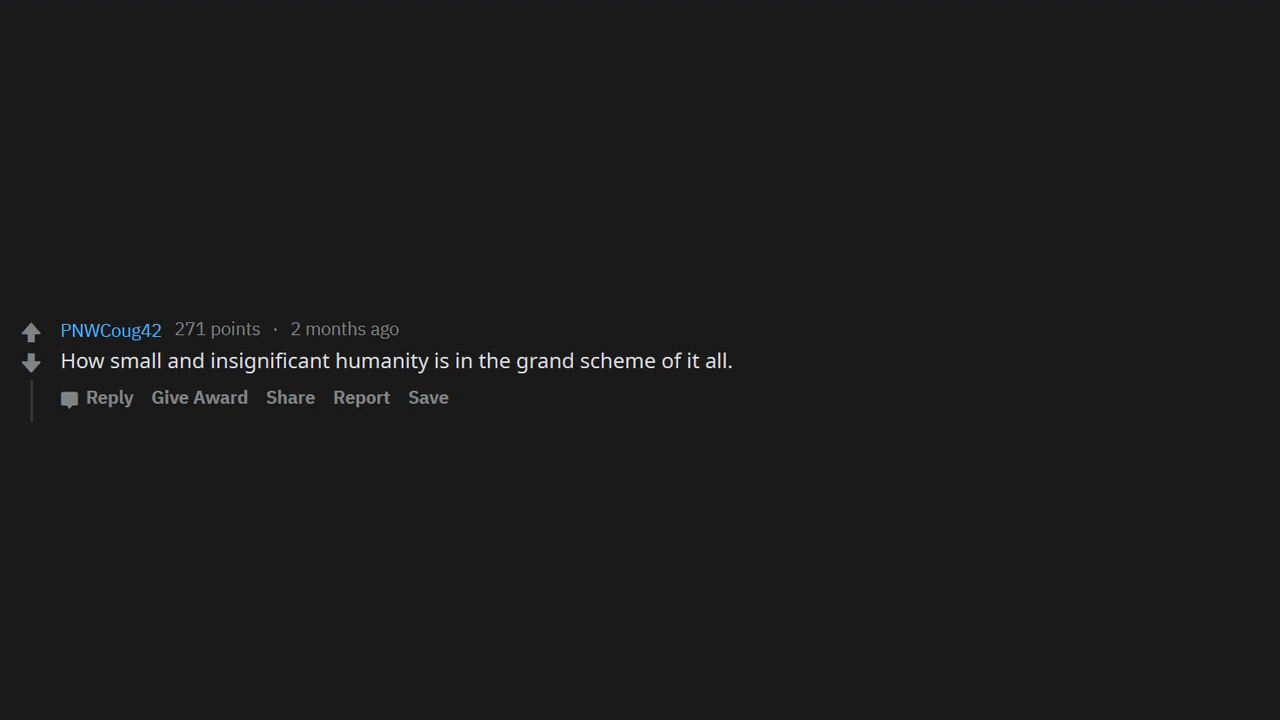 PNWCoug42 271 points · 2 months ago
How small and insignificant humanity is in the grand scheme of it all.
Reply Give Award Share Report Save